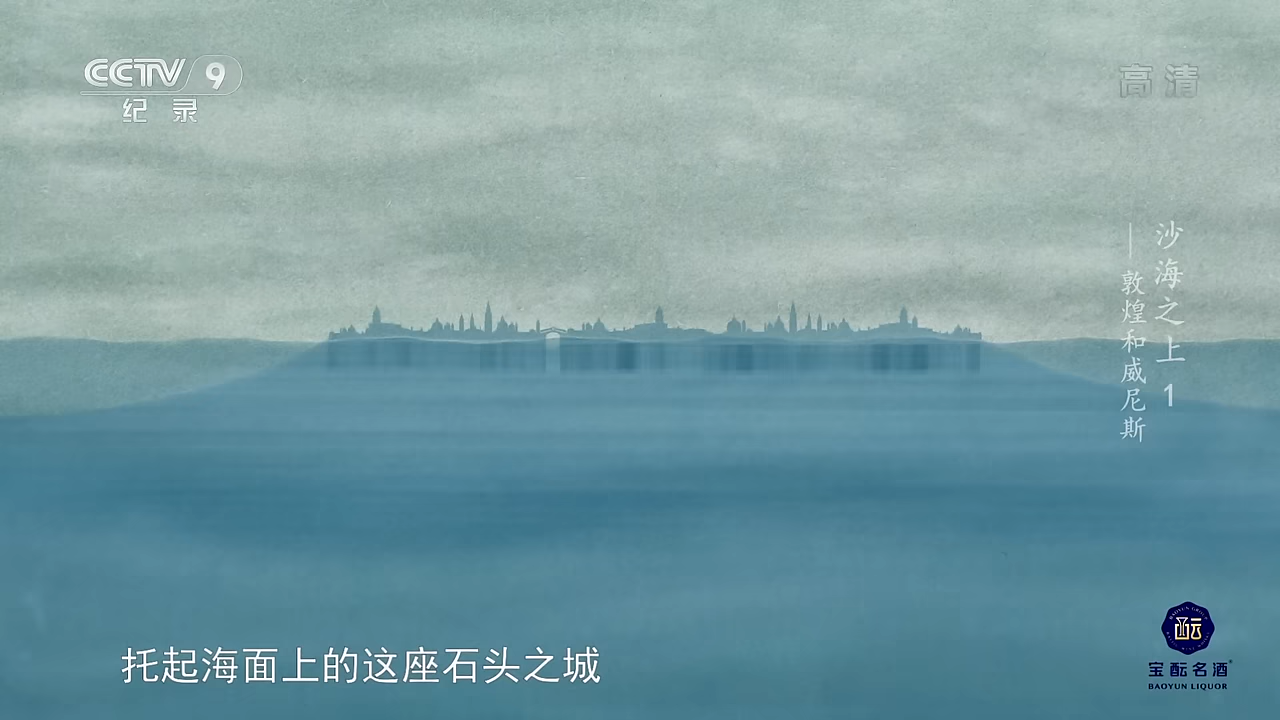 CCTV 9
纪录
高清
沙海之上 1
—敦煌和威尼斯
托起海面上的这座石头之城
酝
宝酝名酒
BAOYUN LIQUOR